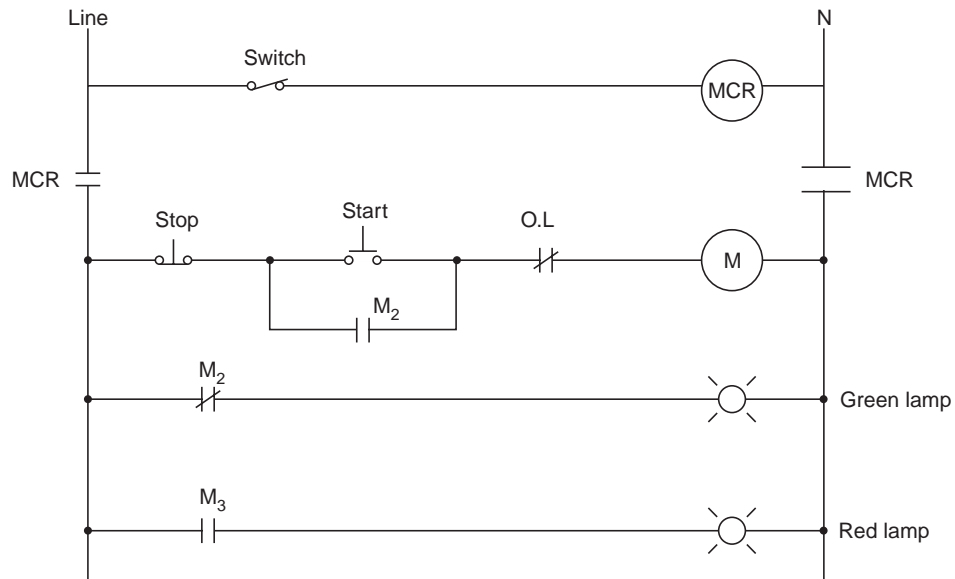 Line
N
Switch
MCR
MCR
MCR
Stop
Start
O.L
M
M2
M2
Green lamp
M3
Red lamp